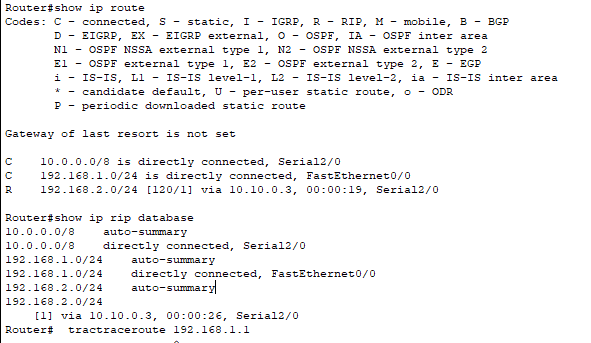 Router#show ip route
Codes: C - connected, S - static, I - IGRP, R - RIP, M - mobile, B - BGP
       D - EIGRP, EX - EIGRP external, O - OSPF, IA - OSPF inter area
       N1 - OSPF NSSA external type 1, N2 - OSPF NSSA external type 2
       E1 - OSPF external type 1, E2 - OSPF external type 2, E - EGP
       i - IS-IS, L1 - IS-IS level-1, L2 - IS-IS level-2, ia - IS-IS inter area
       * - candidate default, U - per-user static route, o - ODR
       P - periodic downloaded static route
Gateway of last resort is not set
C    10.0.0.0/8 is directly connected, Serial2/0
C    192.168.1.0/24 is directly connected, FastEthernet0/0
R    192.168.2.0/24 [120/1] via 10.10.0.3, 00:00:19, Serial2/0
Router#show ip rip database
10.0.0.0/8    auto-summary
10.0.0.0/8    directly connected, Serial2/0
192.168.1.0/24    auto-summary
192.168.1.0/24    directly connected, FastEthernet0/0
192.168.2.0/24    auto-summary
192.168.2.0/24
    [1] via 10.10.0.3, 00:00:26, Serial2/0
Router#  tractraceroute 192.168.1.1